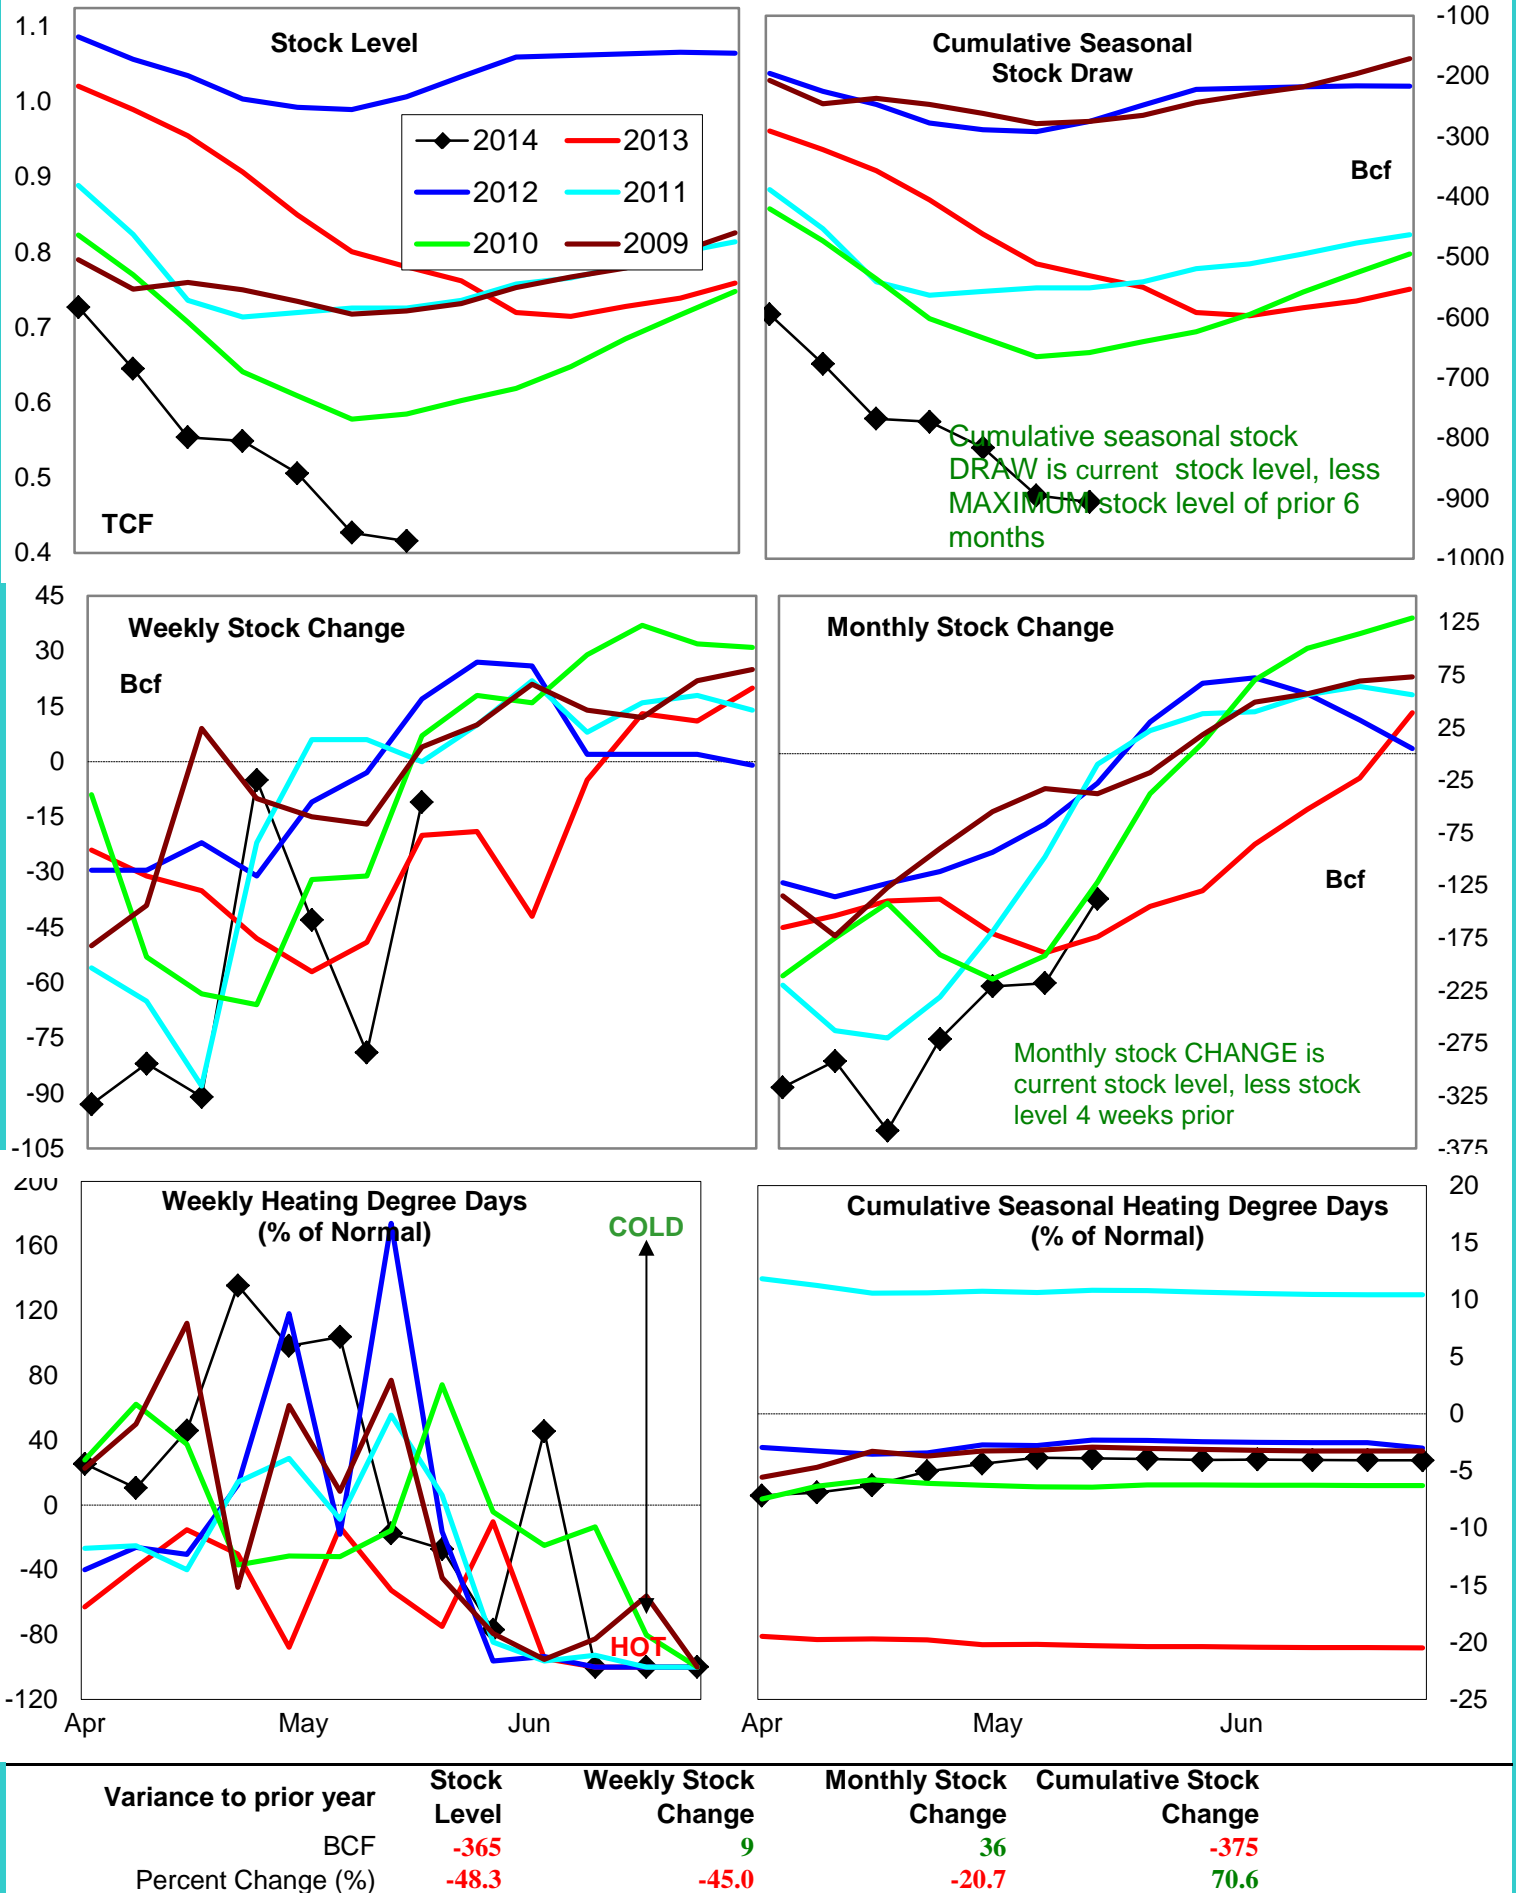 Stock Level
1.1
1.0
0.9
0.8
0.7
0.6
0.5
0.4
2014 2013
2012 2011
2010 2009
TCF
Cumulative Seasonal
Stock Draw
Bcf
-100
-200
-300
-400
-500
-600
-700
-800
-900
-1000
Cumulative seasonal stock
DRAW is current stock level, less
MAXIMUM stock level of prior 6
months
Weekly Stock Change
Bcf
45
30
15
0
-15
-30
-45
-60
-75
-90
-105
Monthly Stock Change
125
75
25
-25
-75
-125
-175
-225
-275
-325
-375
Bcf
Monthly stock CHANGE is
current stock level, less stock
level 4 weeks prior
Weekly Heating Degree Days
(% of Normal)
200
160
120
80
40
0
-40
-80
-120
COLD
HOT
Apr May Jun
Cumulative Seasonal Heating Degree Days
(% of Normal)
20
15
10
5
0
-5
-10
-15
-20
-25
Apr May Jun
Variance to prior year
Stock Weekly Stock Monthly Stock Cumulative Stock
Level Change Change Change
BCF -365 9 36 -375
Percent Change (%) -48.3 -45.0 -20.7 70.6